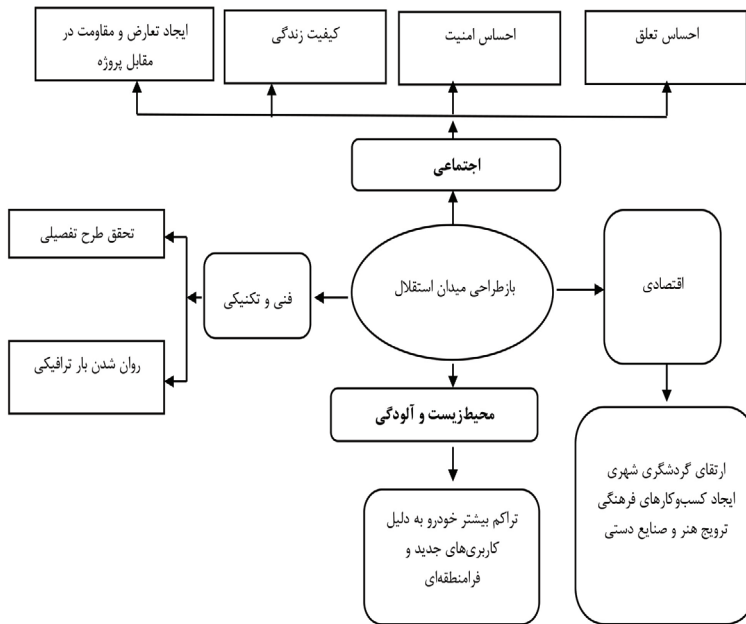 احساس تعلق
احساس امنیت
کیفیت زندگی
ایجاد تعارض و مقاومت در
مقابل پروژه
اجتماعی
اقتصادی
بازطراحی میدان استقلال
فنی و تکنیکی
تحقق طرح تفصیلی
روان شدن بار ترافیکی
محیط‌زیست و آلودگی
ارتقای گردشگری شهری
ایجاد کسب‌وکارهای فرهنگی
ترویج هنر و صنایع دستی
تراکم بیشتر خودرو به دلیل
کاربری‌های جدید و
فرامنطقه‌ای